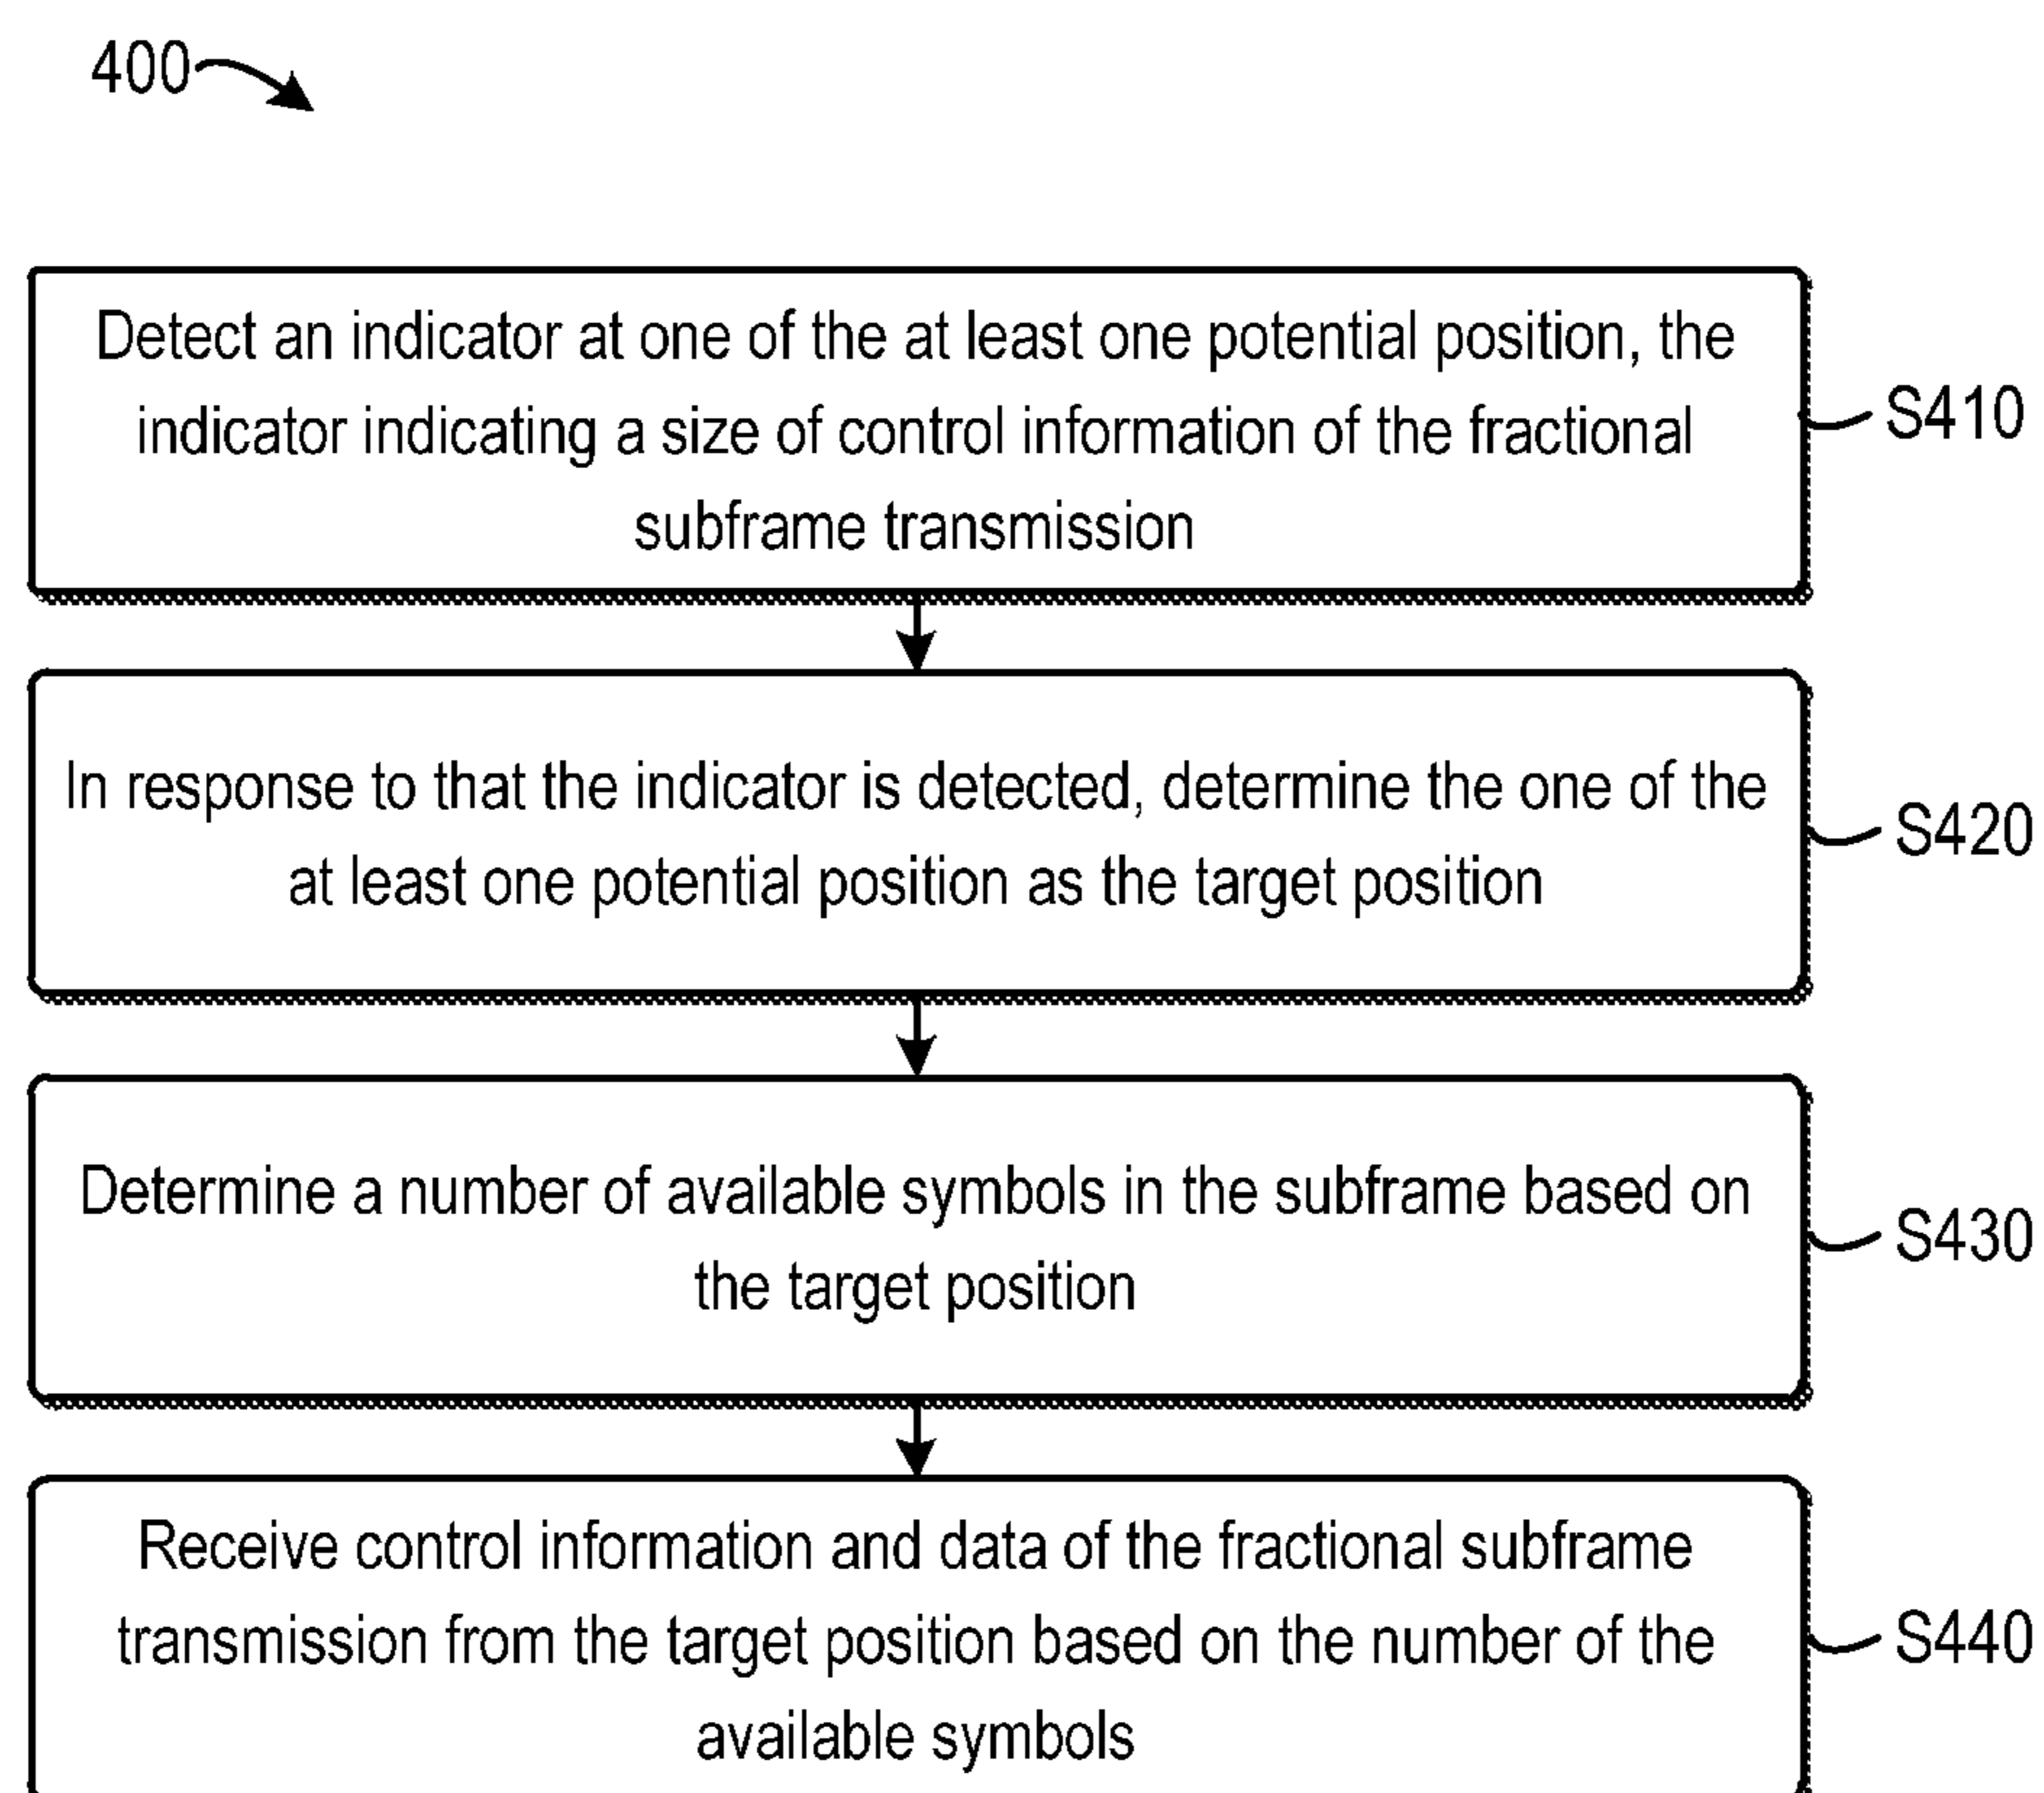 400
Detect an indicator at one of the at least one potential position, the
indicator indicating a size of control information of the fractional
subframe transmission
S410
In response to that the indicator is detected, determine the one of the
at least one potential position as the target position
S420
Determine a number of available symbols in the subframe based on
the target position
S430
Receive control information and data of the fractional subframe
transmission from the target position based on the number of the
available symbols
S440